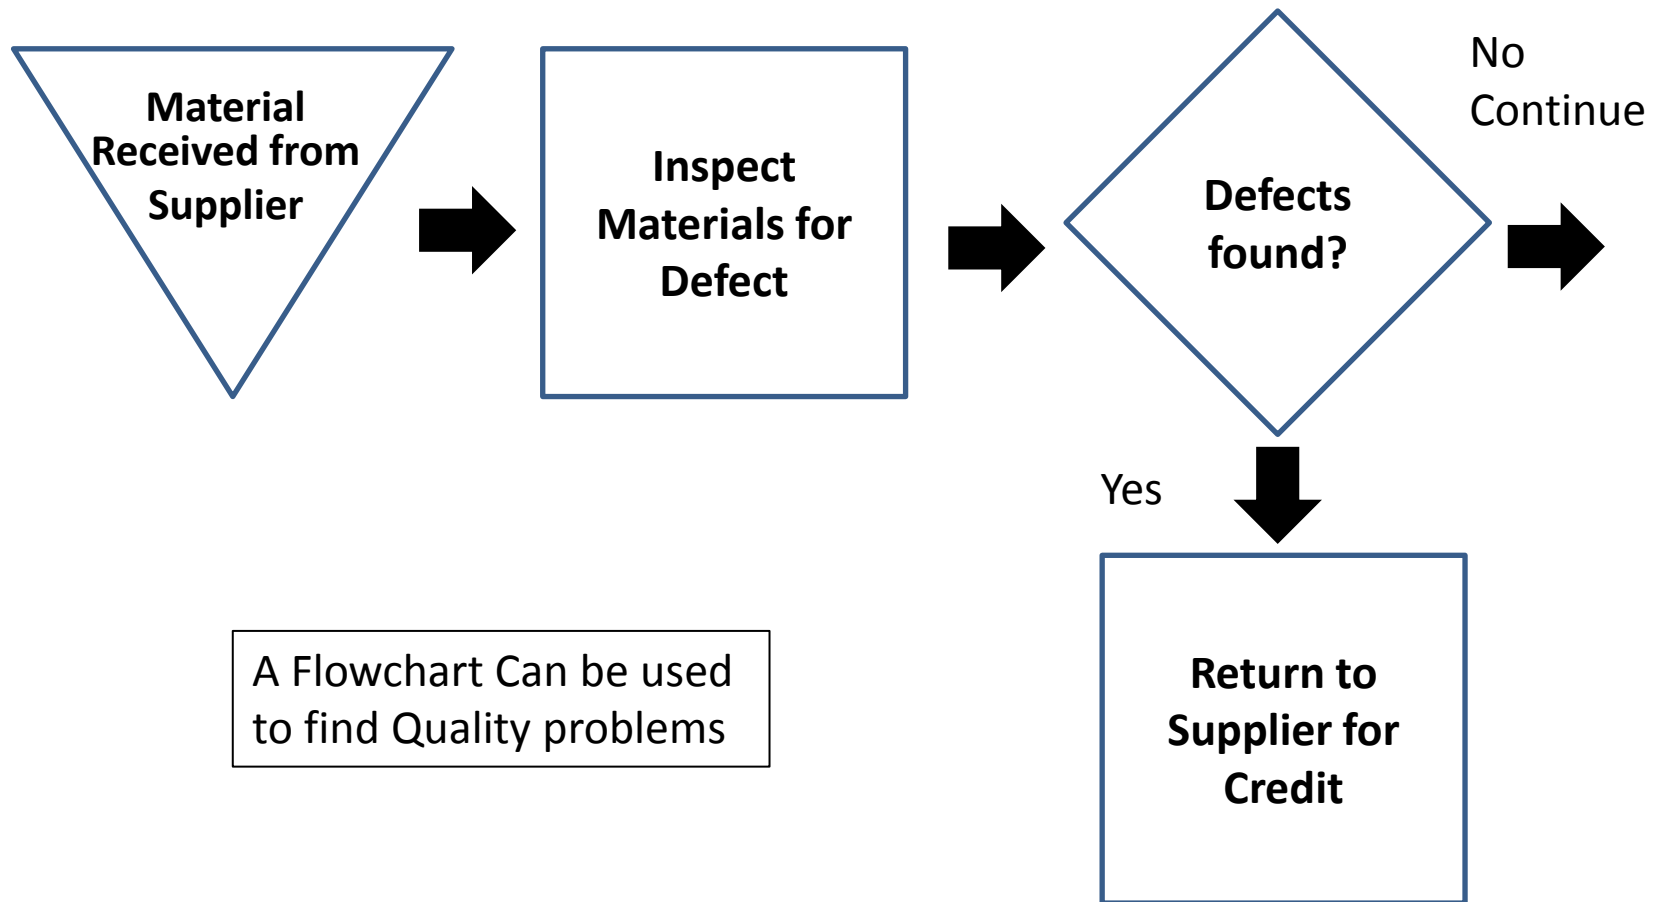 Material
Received from
Supplier
Inspect
Materials for
Defect
Defects
found?
No
Continue
Yes
Return to
Supplier for
Credit
A Flowchart Can be used
to find Quality problems